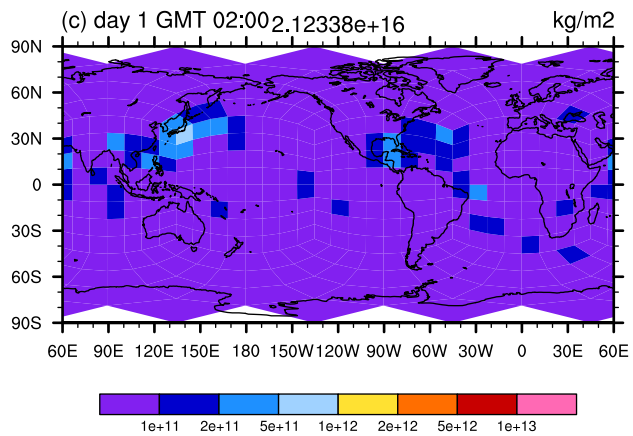 (c) day 1 GMT 02:00 2.12338e+16 kg/m2
90N
60N
30N
0
30S
60S
90S
60E 90E 120E 150E 180 150W 120W 90W 60W 30W 0 30E 60E
1e+11 2e+11 5e+11 1e+12 2e+12 5e+12 1e+13